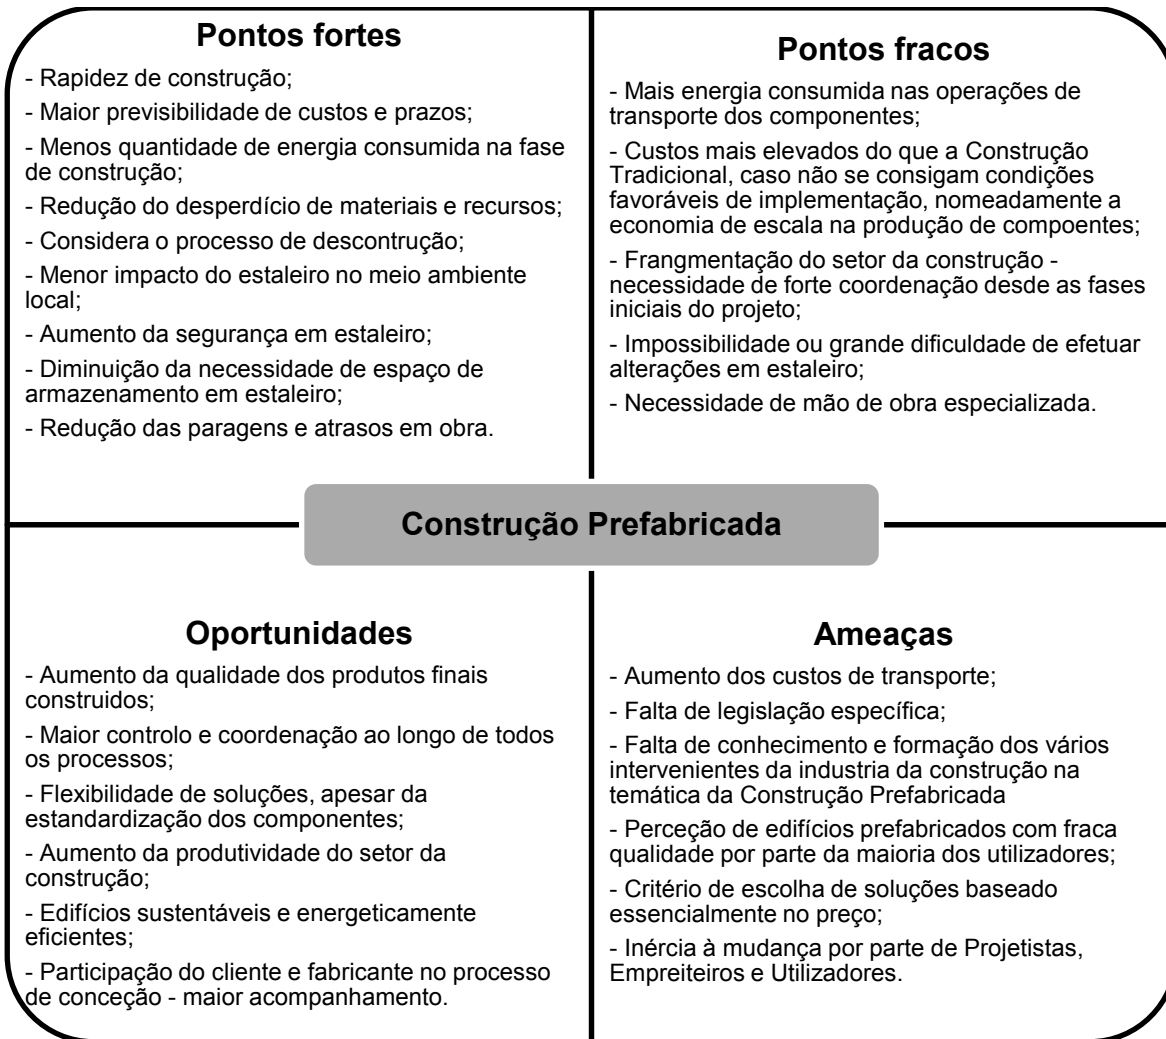 Pontos fortes
- Rapidez de construção;
- Maior previsibilidade de custos e prazos;
- Menos quantidade de energia consumida na fase
de construção;
- Redução do desperdício de materiais e recursos;
- Considera o processo de descontrução;
- Menor impacto do estaleiro no meio ambiente
local;
- Aumento da segurança em estaleiro;
- Diminuição da necessidade de espaço de
armazenamento em estaleiro;
- Redução das paragens e atrasos em obra.
Pontos fracos
- Mais energia consumida nas operações de
transporte dos componentes;
- Custos mais elevados do que a Construção
Tradicional, caso não se consigam condições
favoráveis de implementação, nomeadamente a
economia de escala na produção de compoentes;
- Frangmentação do setor da construção -
necessidade de forte coordenação desde as fases
iniciais do projeto;
- Impossibilidade ou grande dificuldade de efetuar
alterações em estaleiro;
- Necessidade de mão de obra especializada.
Construção Prefabricada
Oportunidades
- Aumento da qualidade dos produtos finais
construidos;
- Maior controlo e coordenação ao longo de todos
os processos;
- Flexibilidade de soluções, apesar da
estandardização dos componentes;
- Aumento da produtividade do setor da
construção;
- Edifícios sustentáveis e energeticamente
eficientes;
- Participação do cliente e fabricante no processo
de conceção - maior acompanhamento.
Ameaças
- Aumento dos custos de transporte;
- Falta de legislação específica;
- Falta de conhecimento e formação dos vários
intervenientes da industria da construção na
temática da Construção Prefabricada
- Perceção de edifícios prefabricados com fraca
qualidade por parte da maioria dos utilizadores;
- Critério de escolha de soluções baseado
essencialmente no preço;
- Inércia à mudança por parte de Projetistas,
Empreiteiros e Utilizadores.